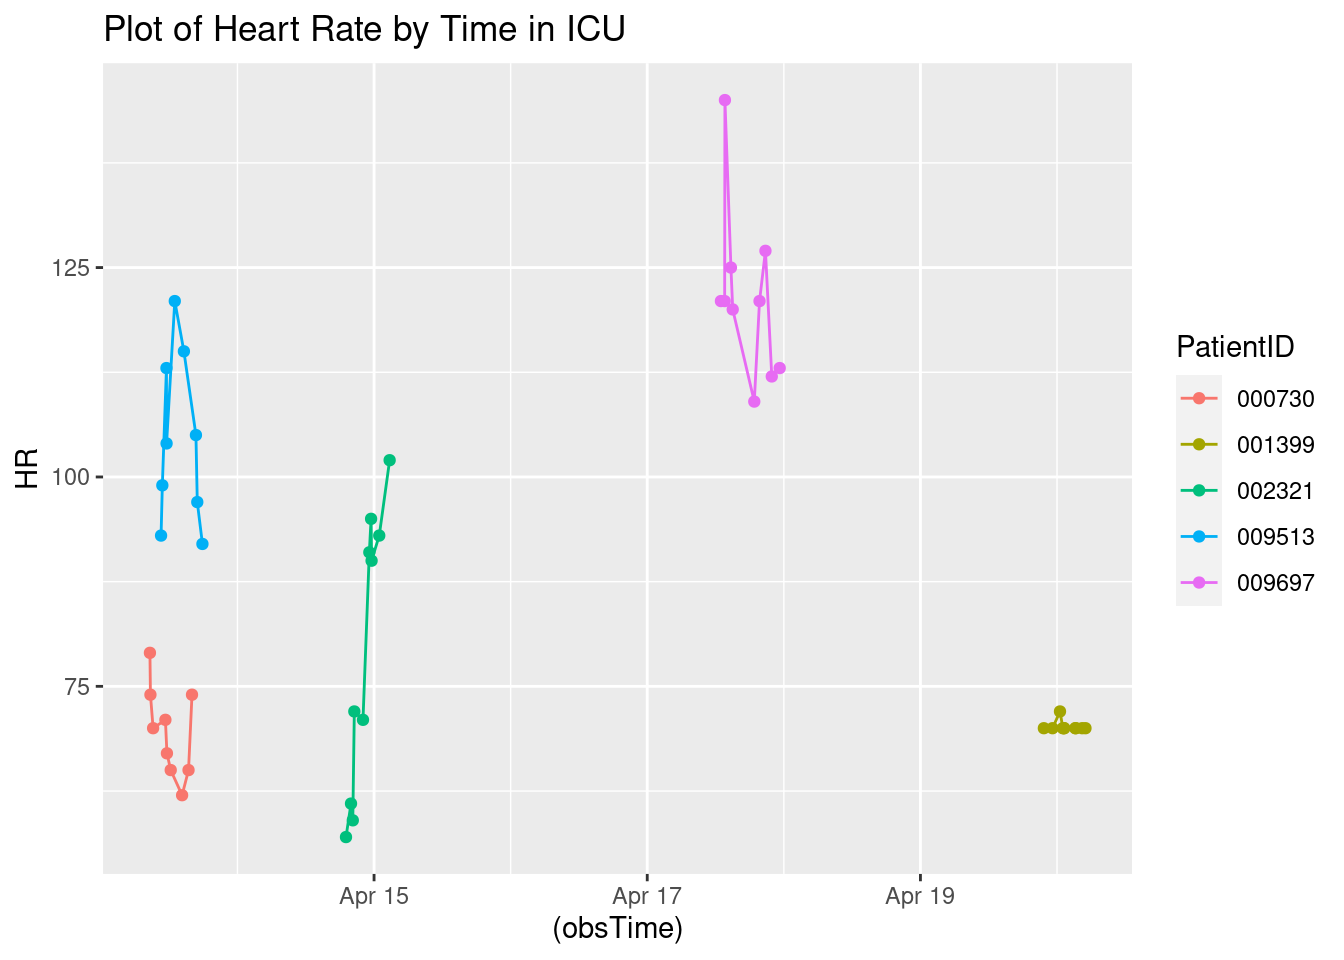 Plot of Heart Rate by Time in ICU
125
100
75
HR
Apr 15
Apr 17
Apr 19
(obsTime)
PatientID
000730
001399
002321
009513
009697